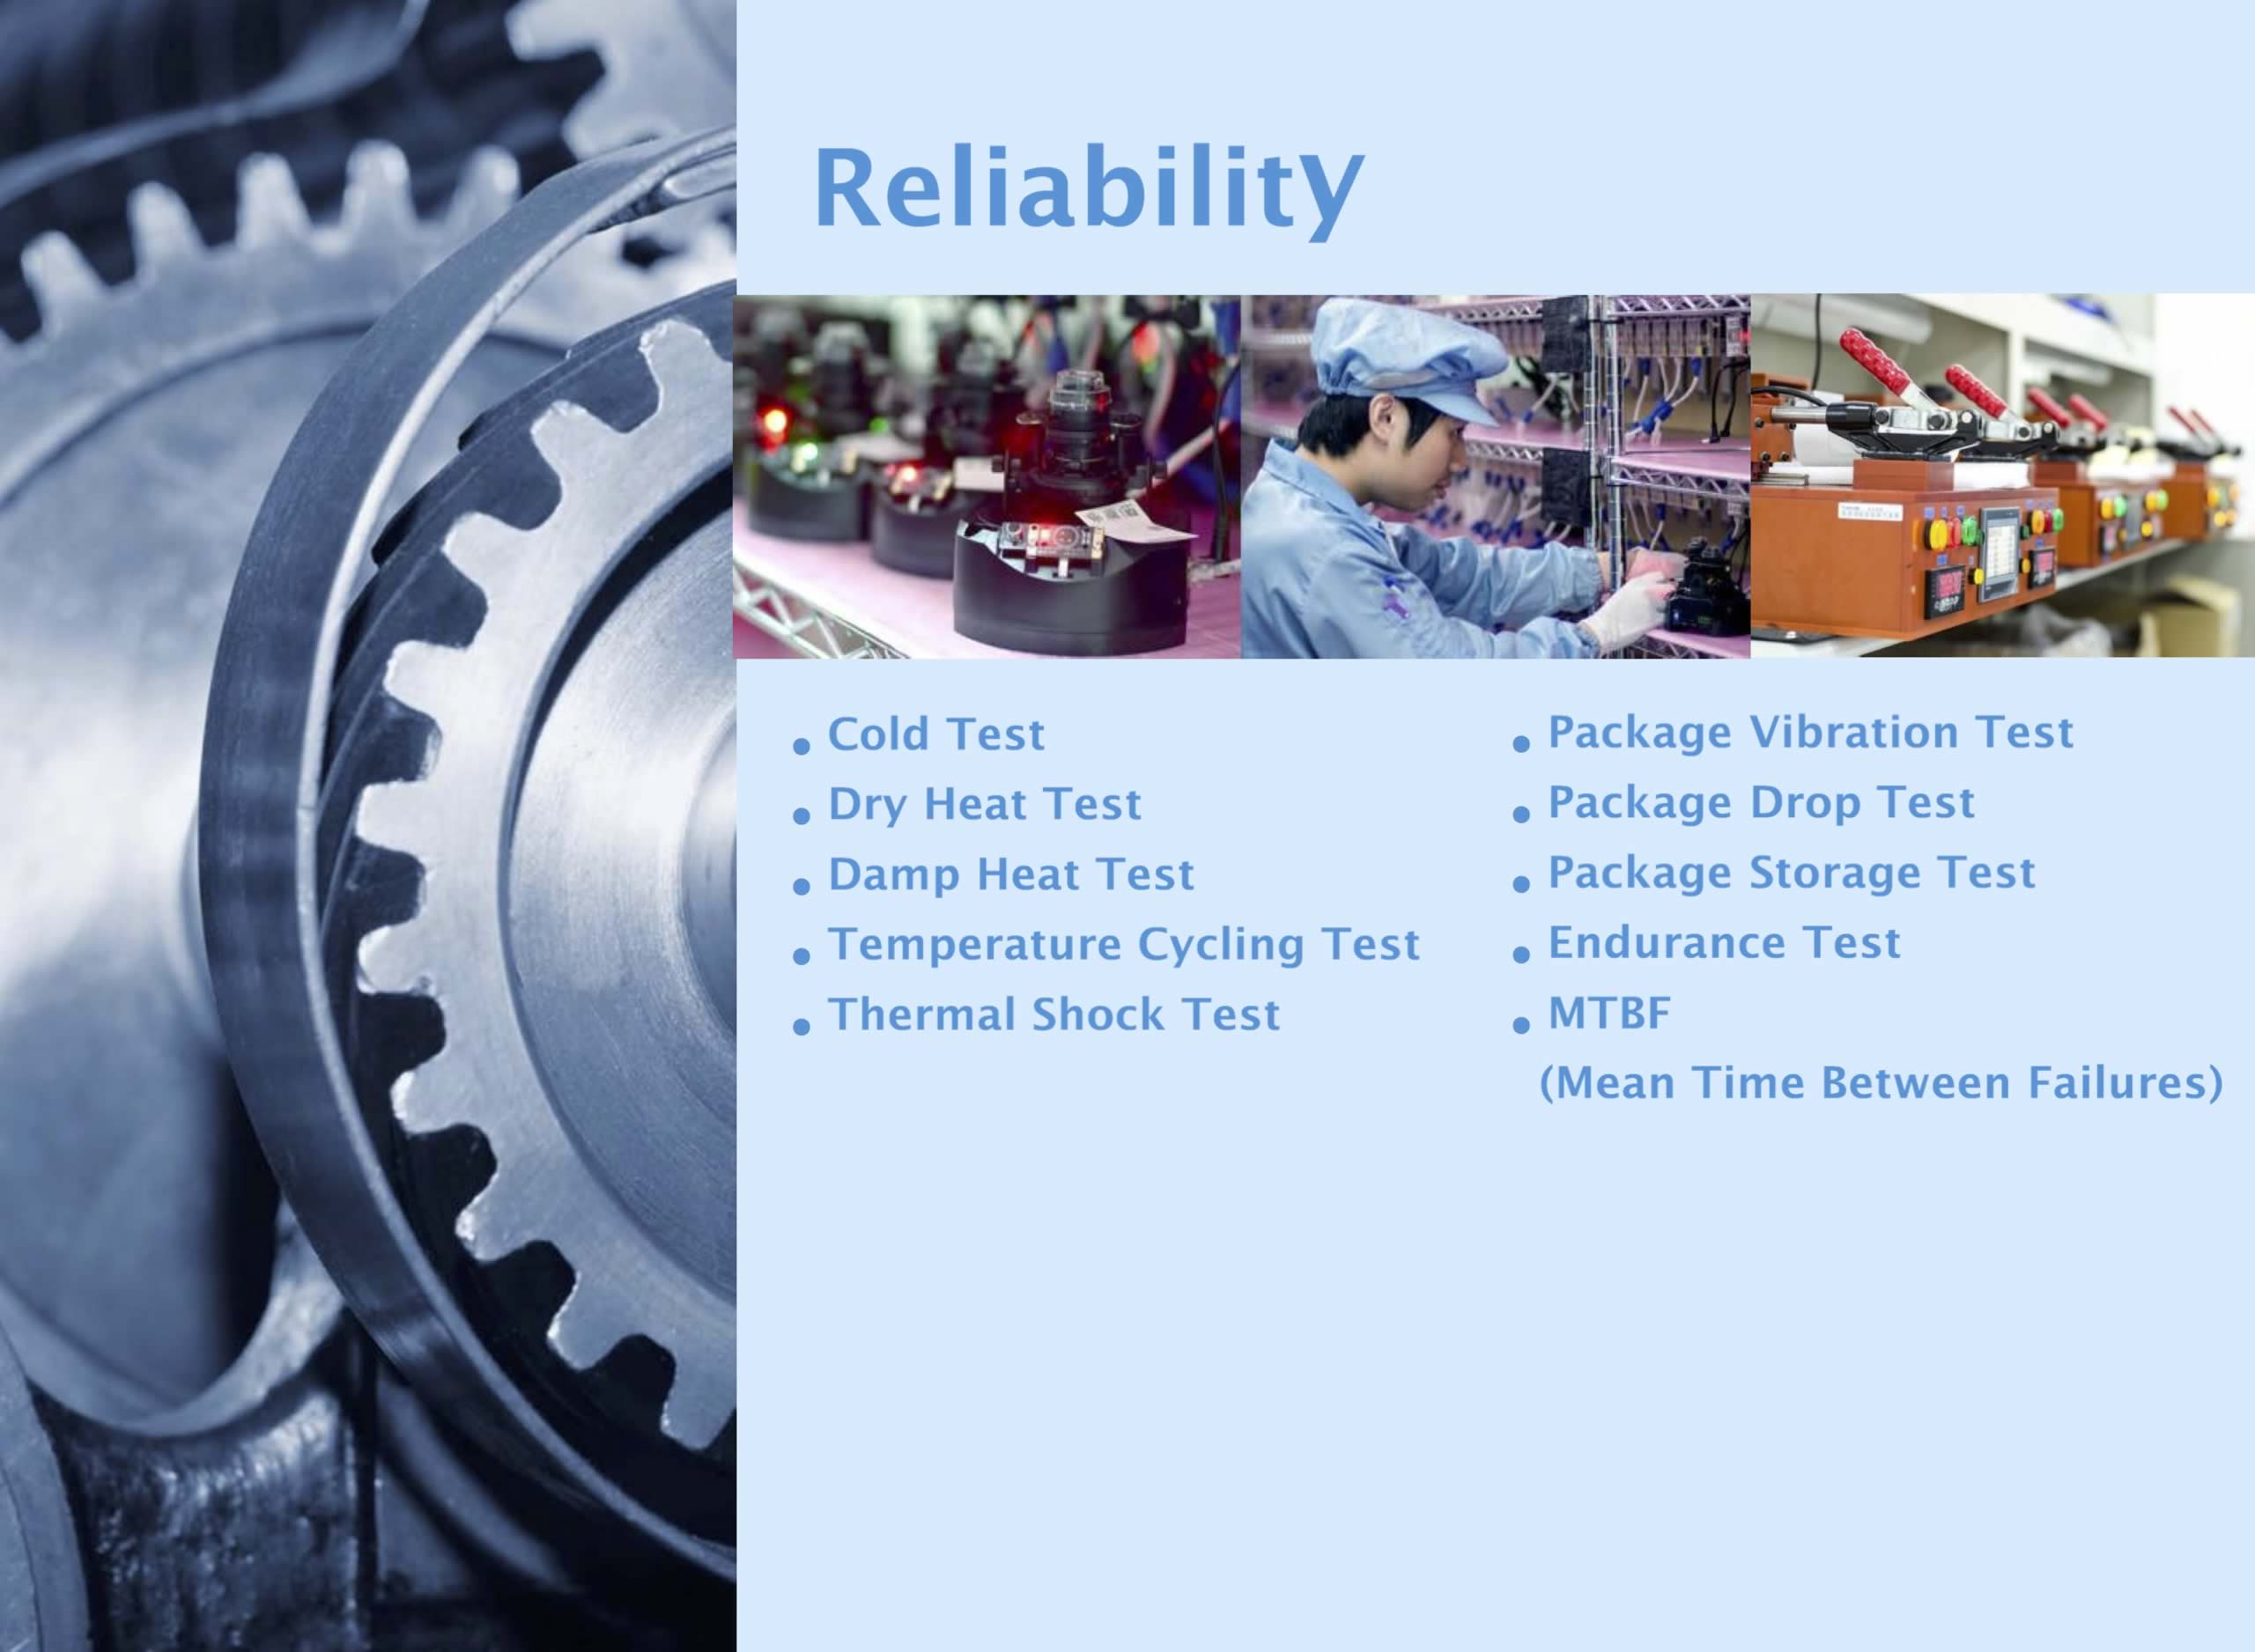 Reliability
• Cold Test
• Dry Heat Test
• Damp Heat Test
• Temperature Cycling Test
• Thermal Shock Test
• Package Vibration Test
• Package Drop Test
• Package Storage Test
• Endurance Test
• MTBF
(Mean Time Between Failures)